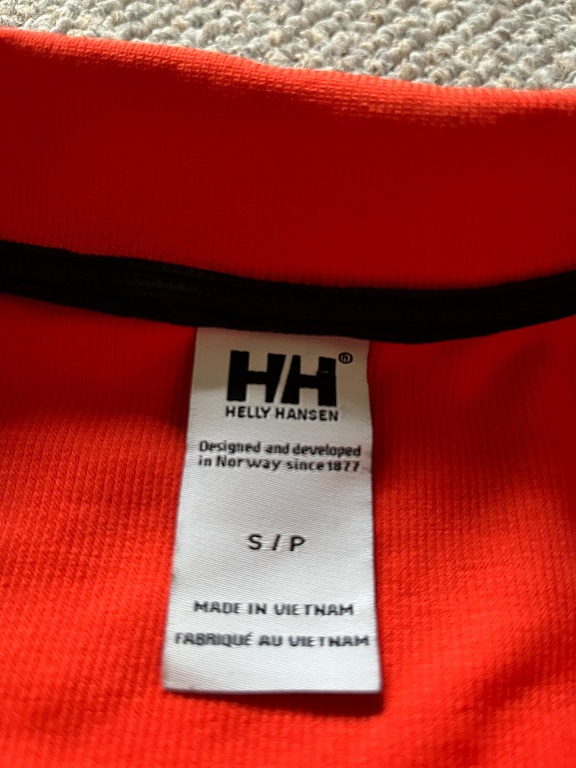 HH®
HELLY HANSEN
Designed and developed
in Norway since 1877
S / P
MADE IN VIETNAM
FABRIQUÉ AU VIETNAM